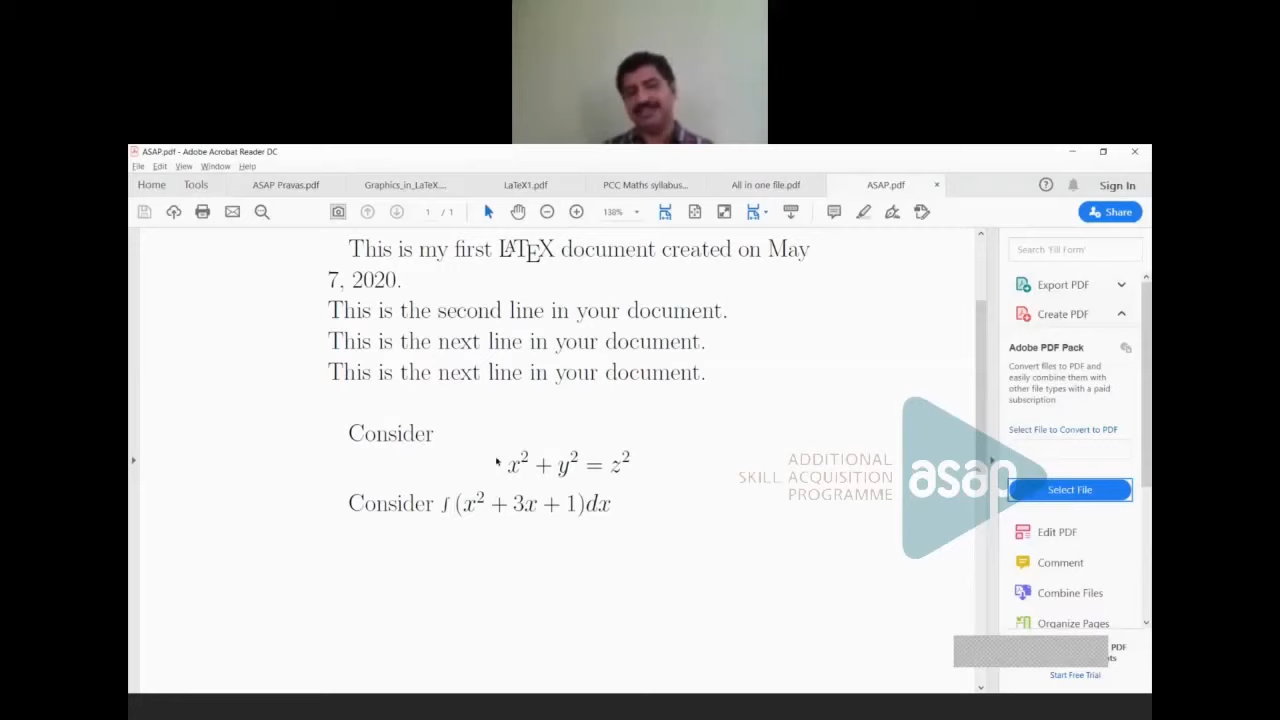 ASAP.pdf - Adobe Acrobat Reader DC
File Edit View Window Help
Home Tools ASAP Pravas.pdf Graphics_in_LaTeX.... LaTeX1.pdf PCC Maths syllabus... All in one file.pdf ASAP.pdf × Sign In
1 / 1 138% Share
This is my first LATEX document created on May
7, 2020.
This is the second line in your document.
This is the next line in your document.
This is the next line in your document.
Consider
x² + y² = z²
Consider ∫(x² + 3x + 1)dx
ADDITIONAL
SKILL ACQUISITION
PROGRAMME
asap
Search 'Fill Form'
Export PDF
Create PDF
Adobe PDF Pack
Convert files to PDF and
easily combine them with
other file types with a paid
subscription
Select File to Convert to PDF
Select File
Edit PDF
Comment
Combine Files
Organize Pages
PDF
Start Free Trial